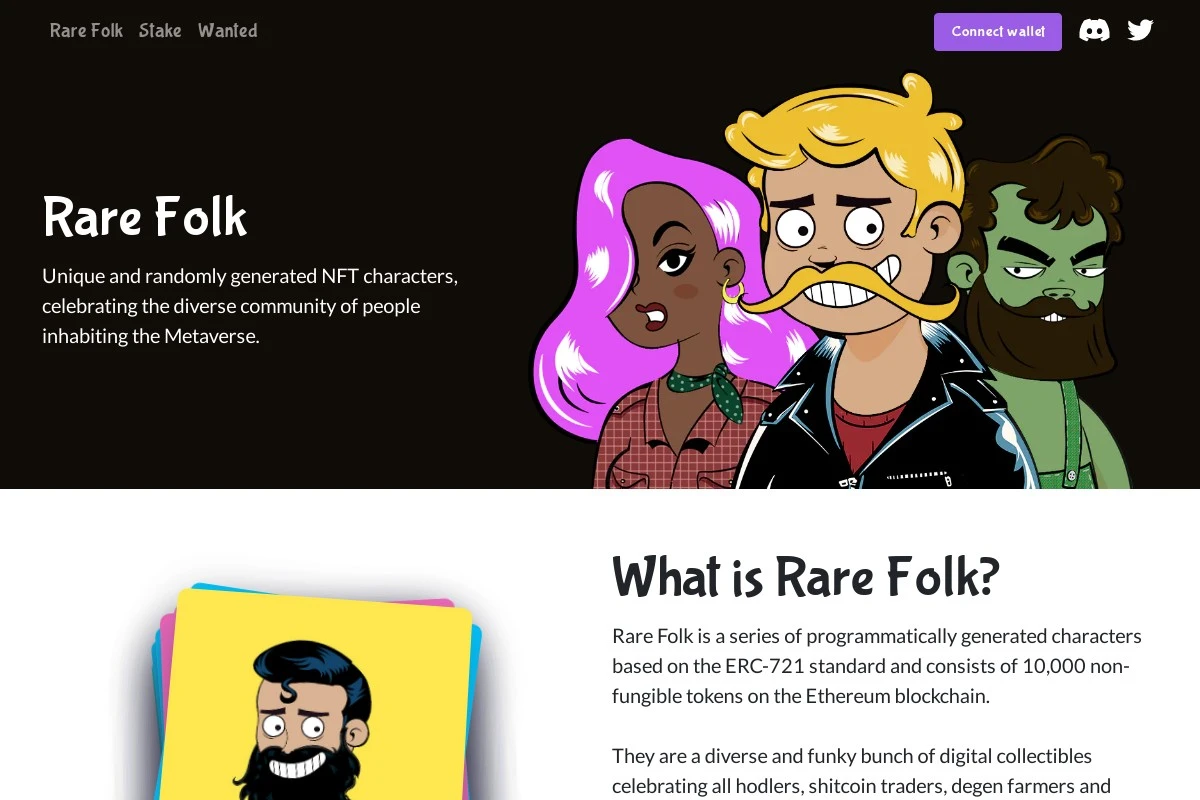 Rare Folk Stake Wanted Connect wallet
Rare Folk
Unique and randomly generated NFT characters,
celebrating the diverse community of people
inhabiting the Metaverse.
What is Rare Folk?
Rare Folk is a series of programmatically generated characters
based on the ERC-721 standard and consists of 10,000 non-
fungible tokens on the Ethereum blockchain.
They are a diverse and funky bunch of digital collectibles
celebrating all hodlers, shitcoin traders, degen farmers and